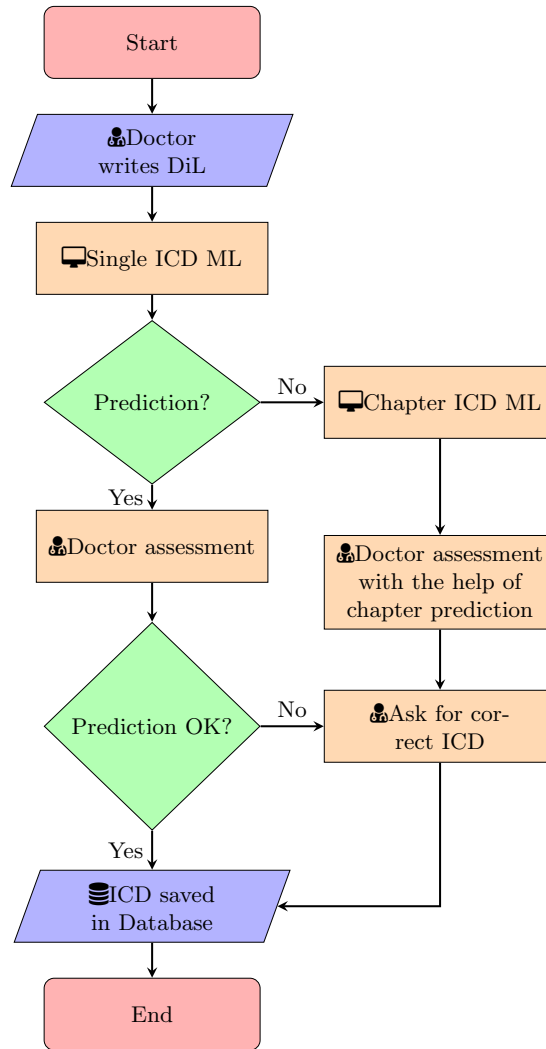 Start
Doctor
writes DiL
Single ICD ML
Prediction?
No
Chapter ICD ML
Yes
Doctor assessment
Doctor assessment
with the help of
chapter prediction
Prediction OK?
No
Ask for cor-
rect ICD
Yes
ICD saved
in Database
End